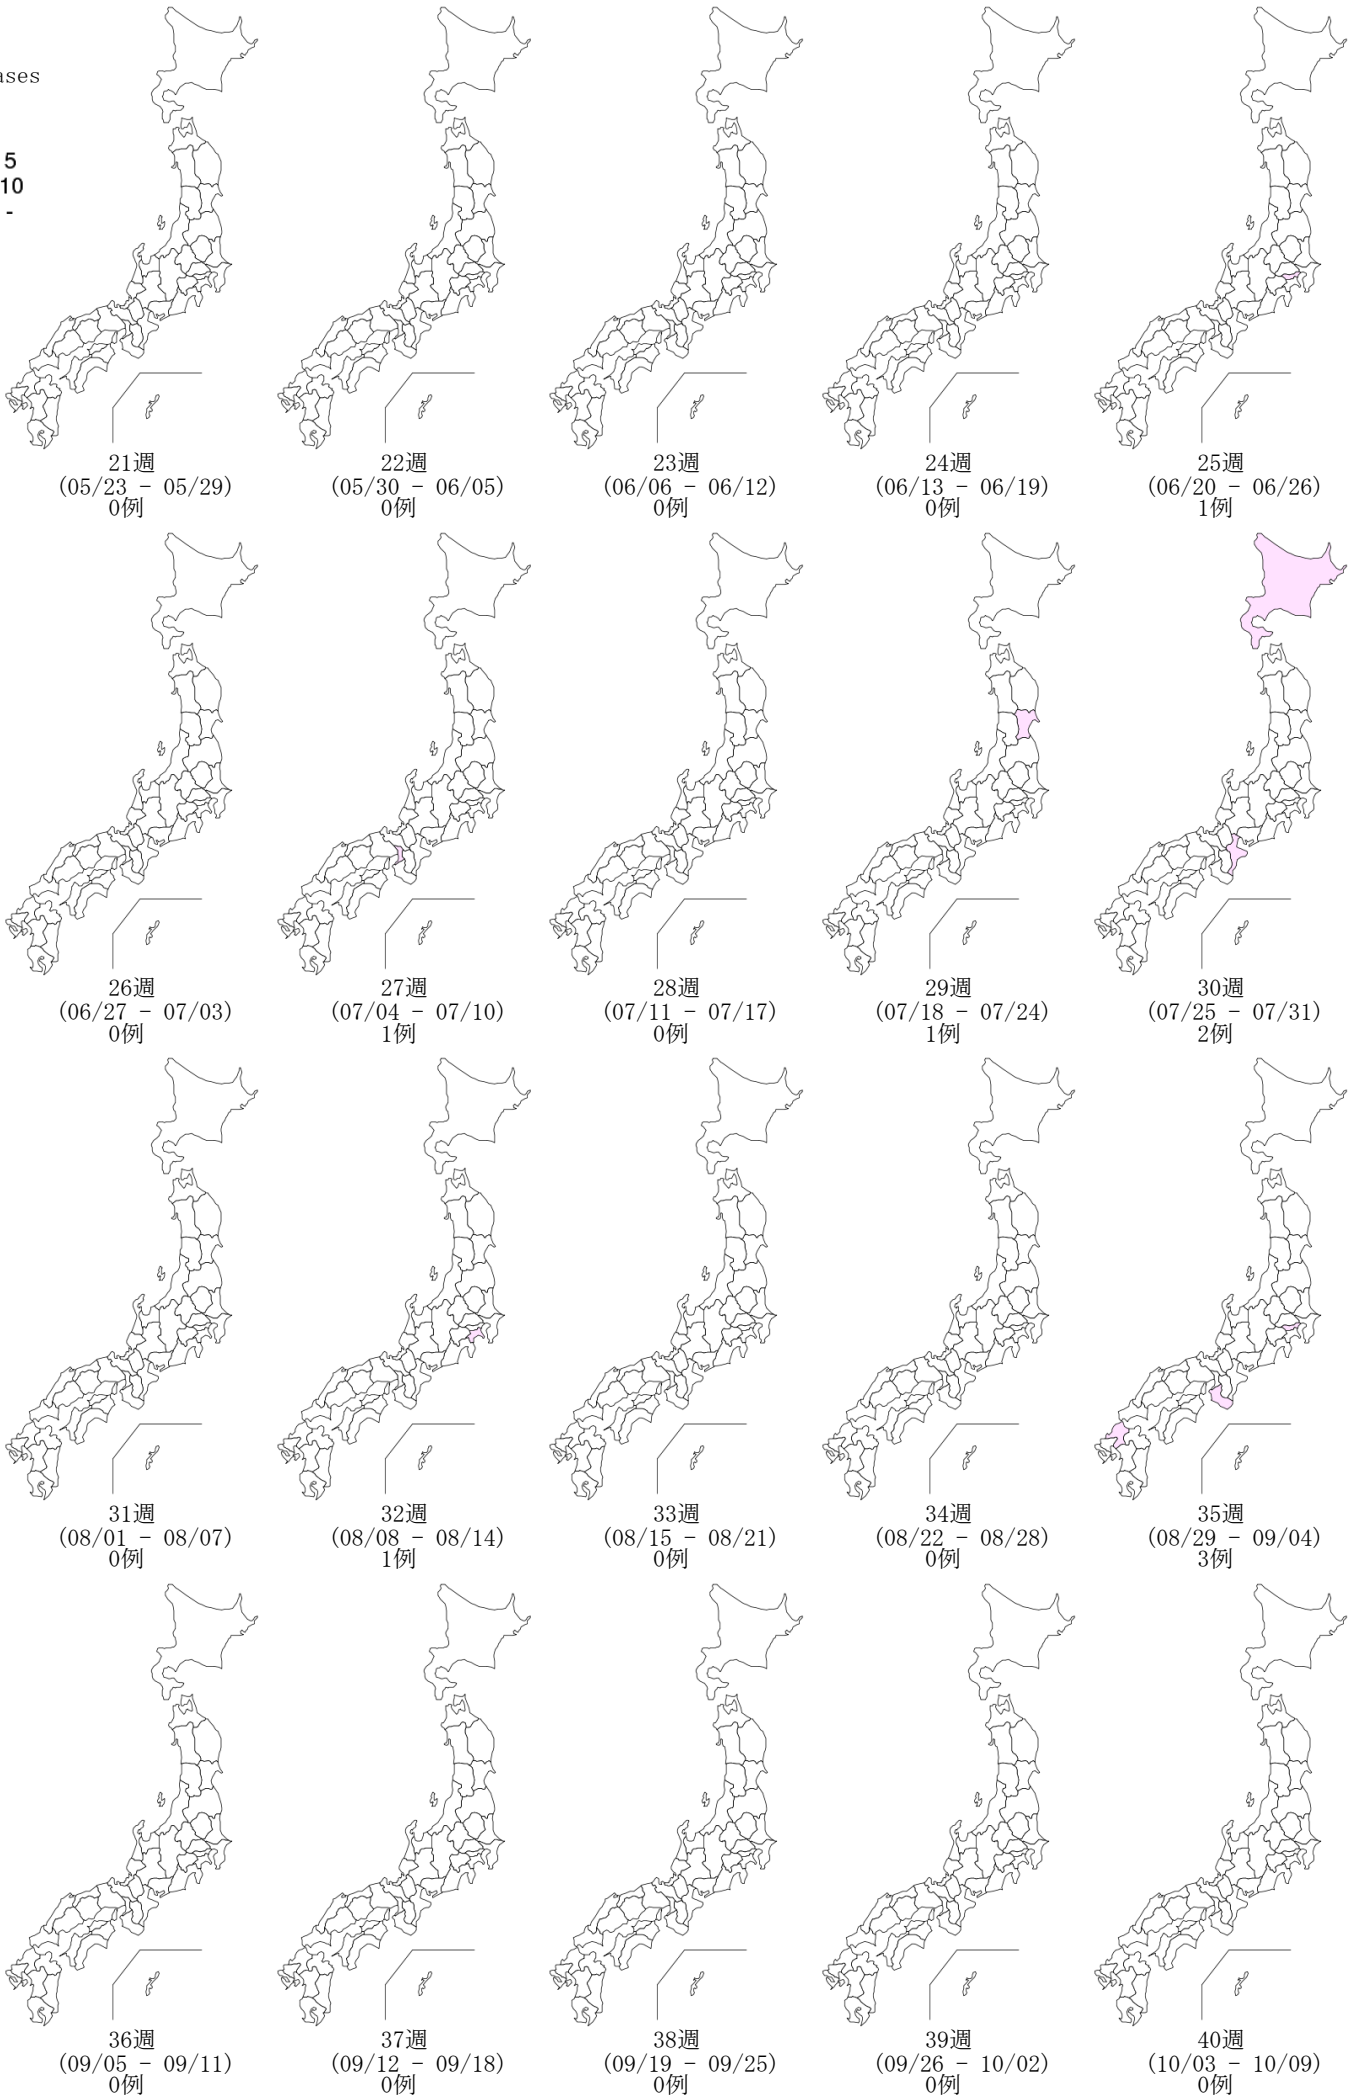 ases
5
10
-
21週
(05/23 - 05/29)
0例
22週
(05/30 - 06/05)
0例
23週
(06/06 - 06/12)
0例
24週
(06/13 - 06/19)
0例
25週
(06/20 - 06/26)
1例
26週
(06/27 - 07/03)
0例
27週
(07/04 - 07/10)
1例
28週
(07/11 - 07/17)
0例
29週
(07/18 - 07/24)
1例
30週
(07/25 - 07/31)
2例
31週
(08/01 - 08/07)
0例
32週
(08/08 - 08/14)
1例
33週
(08/15 - 08/21)
0例
34週
(08/22 - 08/28)
0例
35週
(08/29 - 09/04)
3例
36週
(09/05 - 09/11)
0例
37週
(09/12 - 09/18)
0例
38週
(09/19 - 09/25)
0例
39週
(09/26 - 10/02)
0例
40週
(10/03 - 10/09)
0例